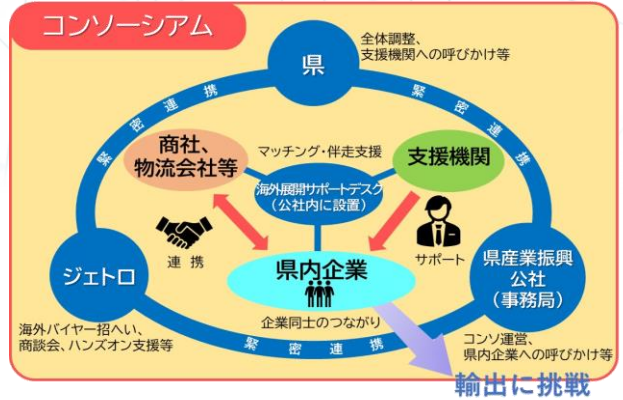 コンソーシアム
県
全体調整、
支援機関への呼びかけ等
緊密連携
緊密連携
商社、
物流会社等
マッチング・伴走支援
支援機関
海外展開サポートデスク
（公社内に設置）
連携
サポート
ジェトロ
県内企業
県産業振興
公社
（事務局）
企業同士のつながり
海外バイヤー招へい、
商談会、ハンズオン支援等
緊密連携
コンソ運営、
県内企業への呼びかけ等
輸出に挑戦